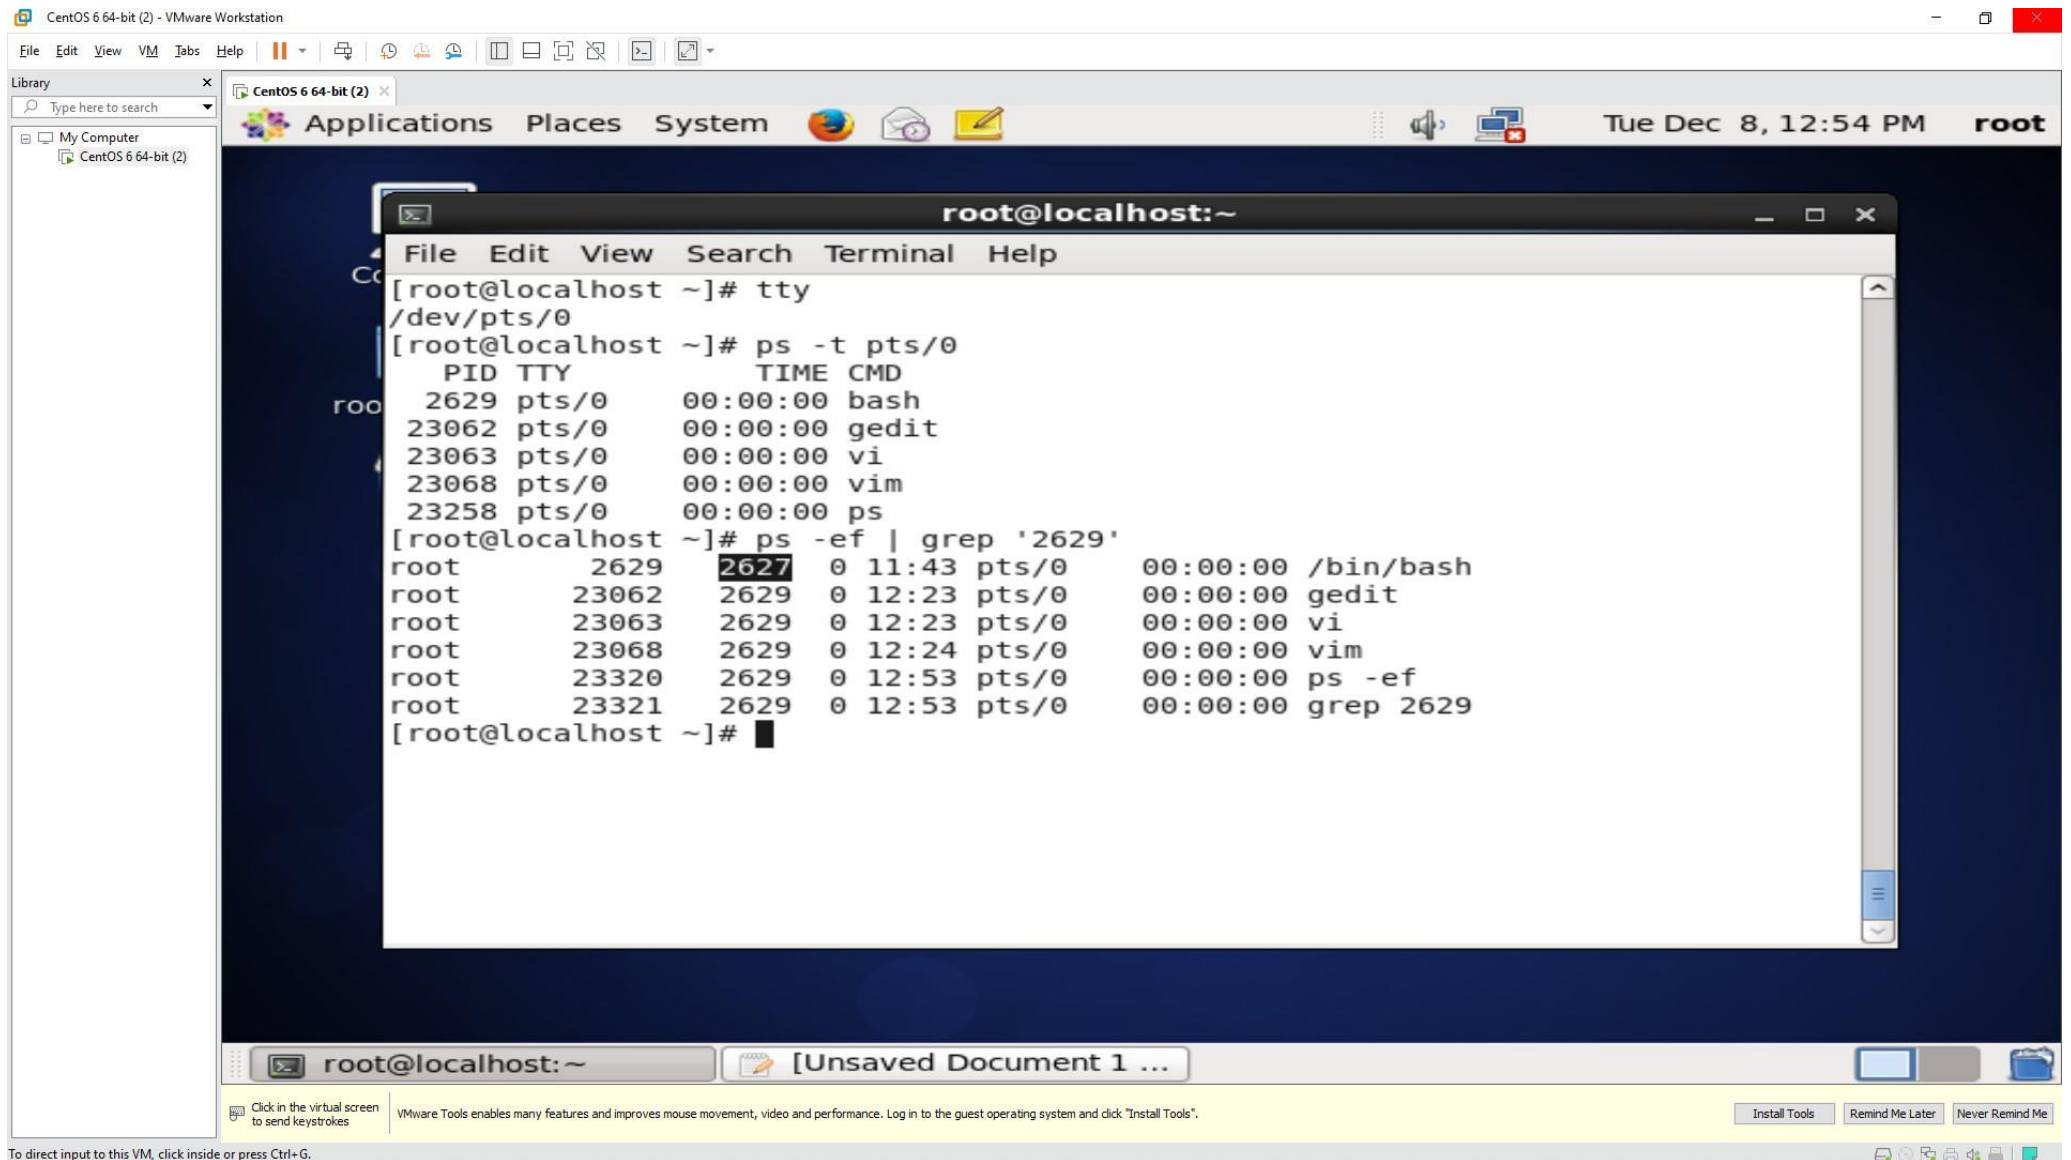 CentOS 6 64-bit (2) - VMware Workstation
File Edit View VM Tabs Help
Library
CentOS 6 64-bit (2)
Type here to search
My Computer
CentOS 6 64-bit (2)
Applications Places System Tue Dec 8, 12:54 PM root
root@localhost:~
File Edit View Search Terminal Help
[root@localhost ~]# tty
/dev/pts/0
[root@localhost ~]# ps -t pts/0
PID TTY TIME CMD
2629 pts/0 00:00:00 bash
23062 pts/0 00:00:00 gedit
23063 pts/0 00:00:00 vi
23068 pts/0 00:00:00 vim
23258 pts/0 00:00:00 ps
[root@localhost ~]# ps -ef | grep '2629'
root 2629 2627 0 11:43 pts/0 00:00:00 /bin/bash
root 23062 2629 0 12:23 pts/0 00:00:00 gedit
root 23063 2629 0 12:23 pts/0 00:00:00 vi
root 23068 2629 0 12:24 pts/0 00:00:00 vim
root 23320 2629 0 12:53 pts/0 00:00:00 ps -ef
root 23321 2629 0 12:53 pts/0 00:00:00 grep 2629
[root@localhost ~]#
root@localhost:~ [Unsaved Document 1 ...
Click in the virtual screen
to send keystrokes
VMware Tools enables many features and improves mouse movement, video and performance. Log in to the guest operating system and click "Install Tools".
Install Tools Remind Me Later Never Remind Me
To direct input to this VM, click inside or press Ctrl+G.